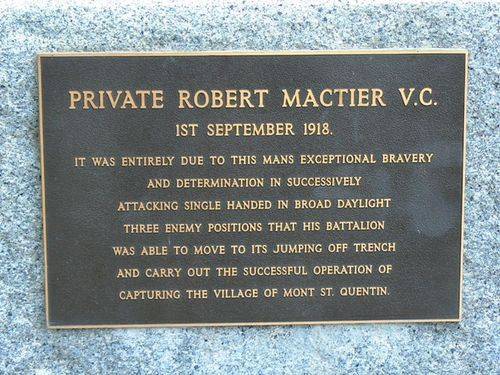 PRIVATE ROBERT MACTIER V.C.
1ST SEPTEMBER 1918.
IT WAS ENTIRELY DUE TO THIS MANS EXCEPTIONAL BRAVERY
AND DETERMINATION IN SUCCESSIVELY
ATTACKING SINGLE HANDED IN BROAD DAYLIGHT
THREE ENEMY POSITIONS THAT HIS BATTALION
WAS ABLE TO MOVE TO ITS JUMPING OFF TRENCH
AND CARRY OUT THE SUCCESSFUL OPERATION OF
CAPTURING THE VILLAGE OF MONT ST. QUENTIN.